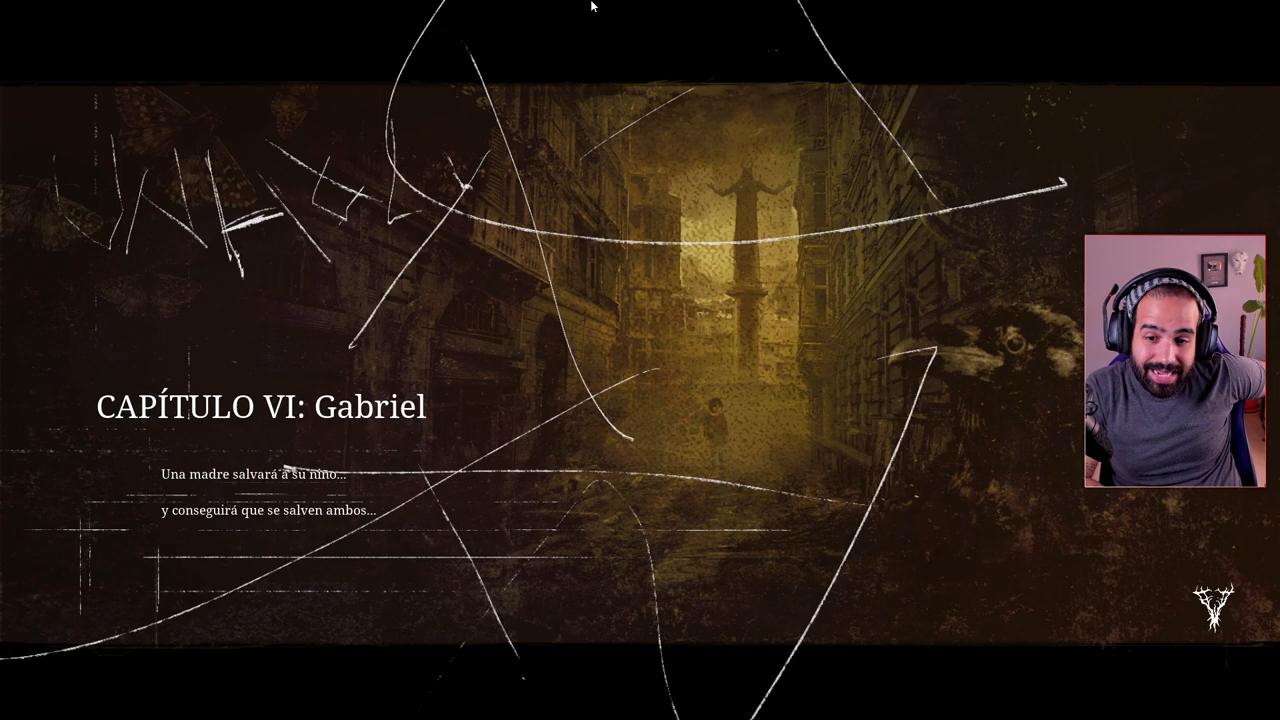 CAPÍTULO VI: Gabriel
Una madre salvará a su niño...
y conseguirá que se salven ambos...